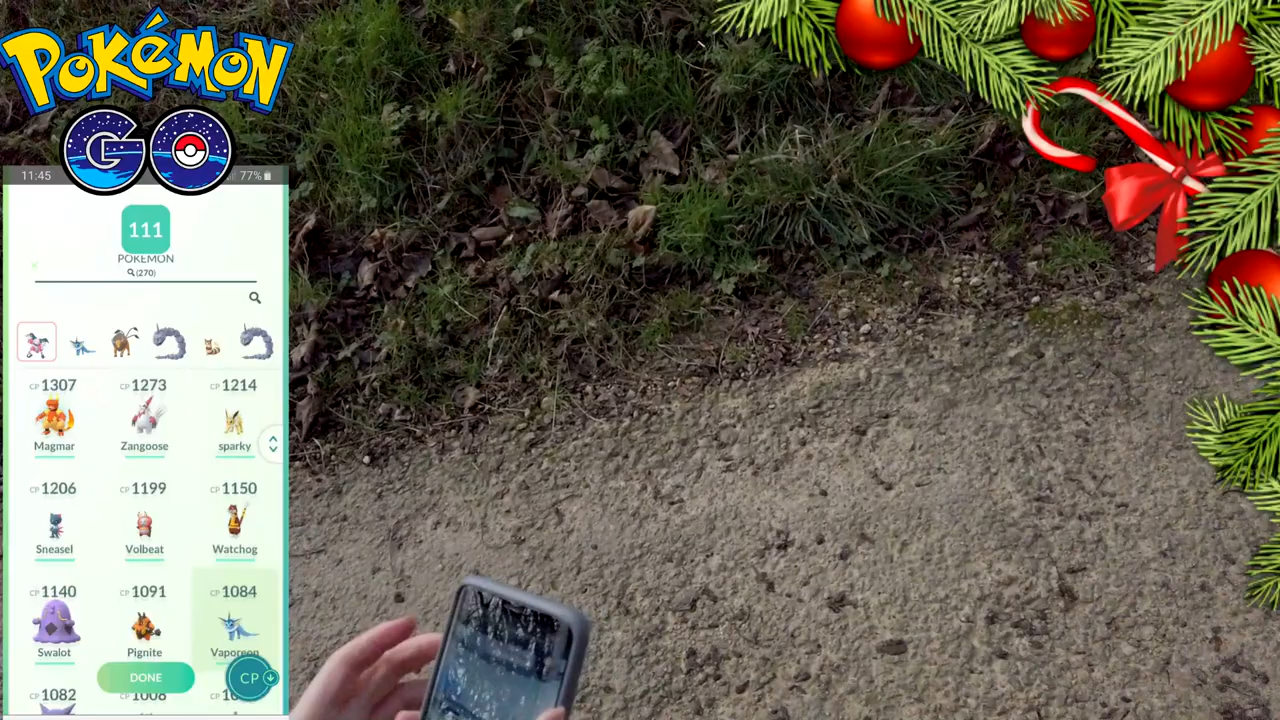 POKÉMON
GO
11:45 77%
111
POKÉMON
(270)
CP 1307 CP 1273 CP 1214
Magmar Zangoose sparky
CP 1206 CP 1199 CP 1150
Sneasel Volbeat Watchog
CP 1140 CP 1091 CP 1084
Swalot Pignite Vaporeon
DONE CP
1082 1008